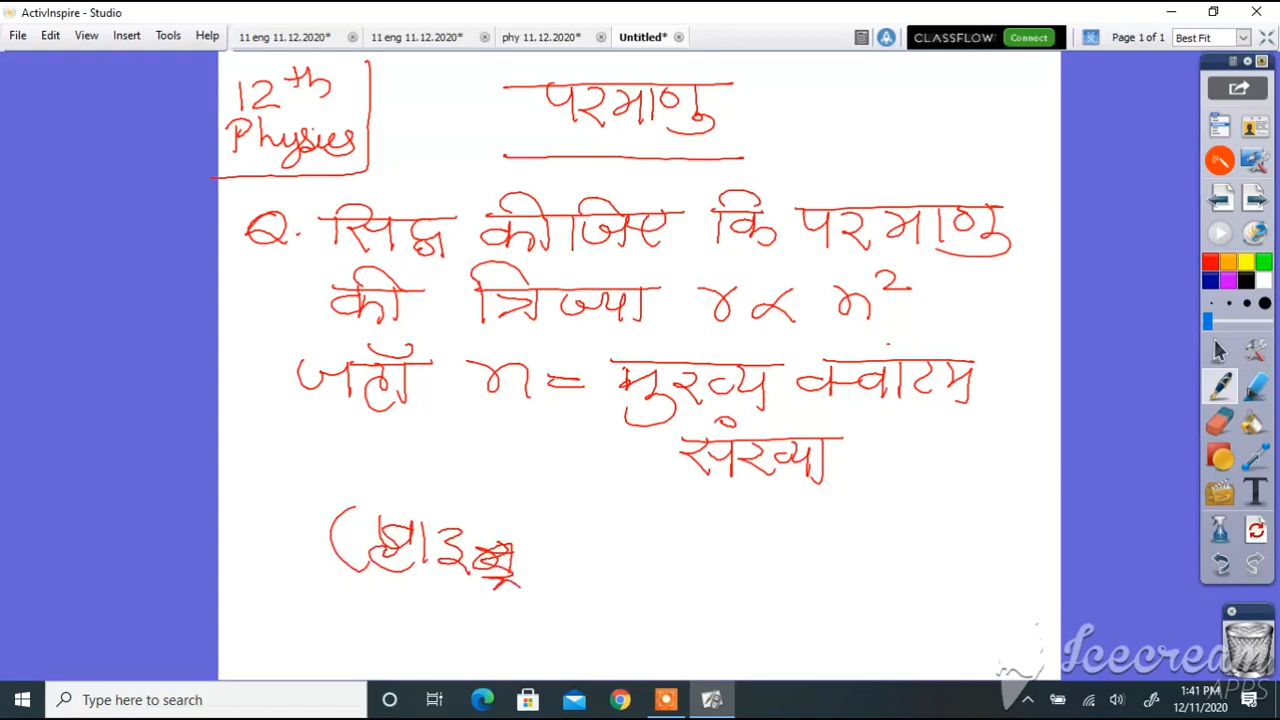 ActivInspire - Studio
File Edit View Insert Tools Help
11 eng 11.12.2020* 11 eng 11.12.2020* phy 11.12.2020* Untitled*
CLASSFLOW Connect
Page 1 of 1 Best Fit
12th
Physics
परमाणु
Q. सिद्ध कीजिए कि परमाणु
की त्रिज्या r ∝ n²
जहाँ n = मुख्य क्वांटम
संख्या
Icecream
APPS
Type here to search
1:41 PM
12/11/2020